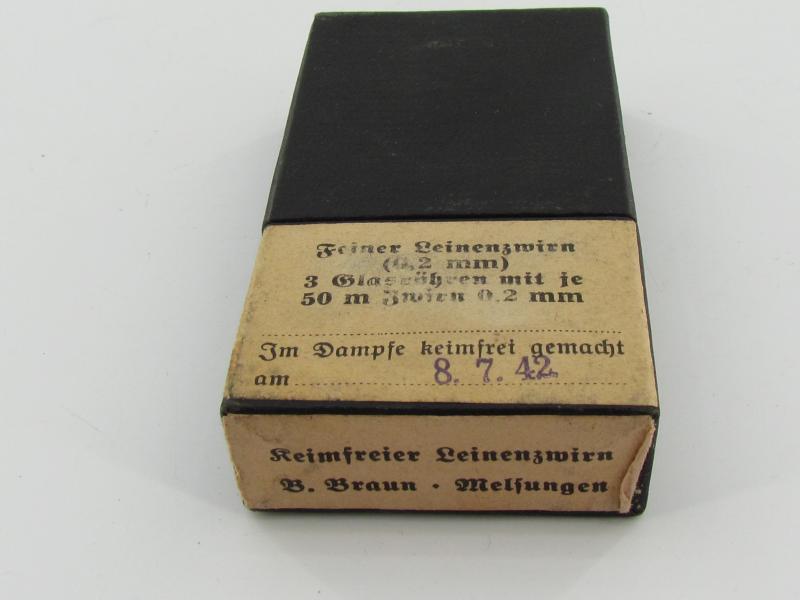 Feiner Leinenzwirn
(0,2 mm)
3 Glasröhren mit je
50 m Zwirn 0,2 mm
Im Dampfe keimfrei gemacht
am 8. 7. 42
Keimfreier Leinenzwirn
B. Braun · Melsungen